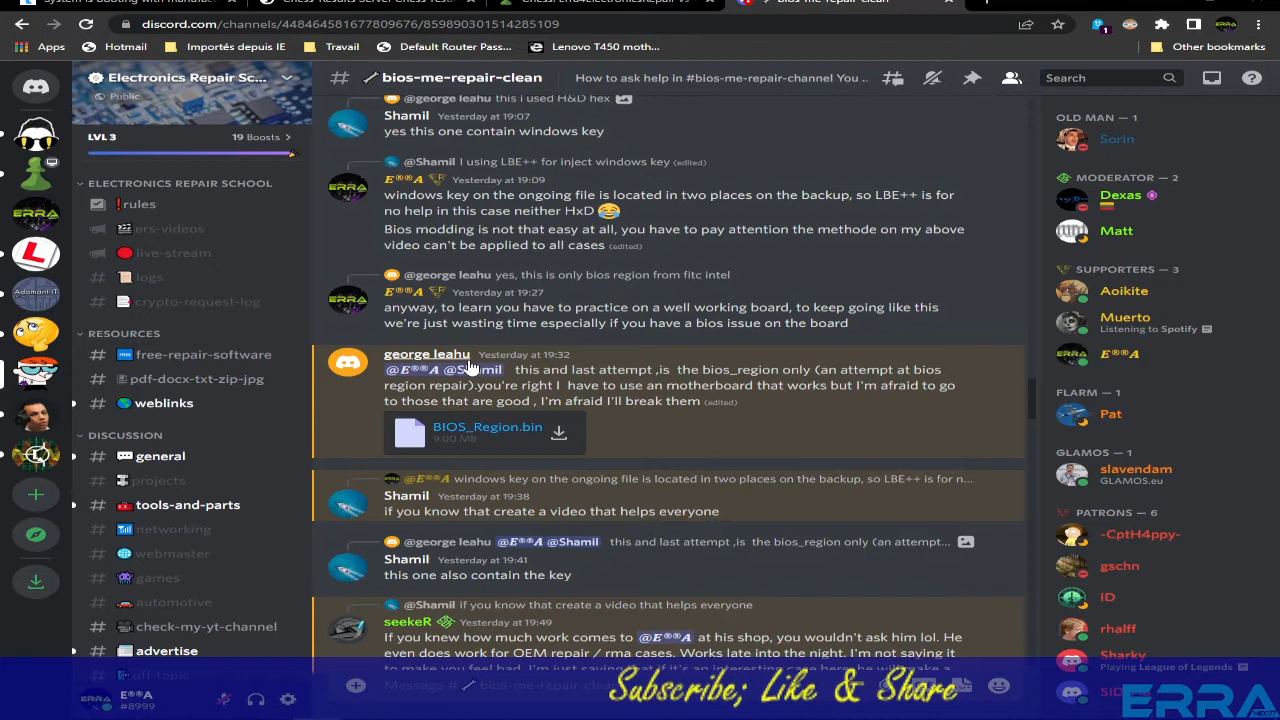 discord.com/channels/448464581677809676/859890301514285109
Apps
Hotmail
Importés depuis IE
Travail
Default Router Pass...
Lenovo T450 moth...
Other bookmarks
Electronics Repair Sc...
Public
LVL 3
19 Boosts
ELECTRONICS REPAIR SCHOOL
!rules
ers-videos
live-stream
logs
crypto-request-log
RESOURCES
free-repair-software
pdf-docx-txt-zip-jpg
weblinks
DISCUSSION
general
projects
tools-and-parts
networking
webmaster
games
automotive
check-my-yt-channel
advertise
off-topic
E®®A
#8999
bios-me-repair-clean
How to ask help in #bios-me-repair-channel You ...
Search
@george leahu this i used H&D hex
Shamil Yesterday at 19:07
yes this one contain windows key
@Shamil I using LBE++ for inject windows key (edited)
E®®A Yesterday at 19:09
windows key on the ongoing file is located in two places on the backup, so LBE++ is for
no help in this case neither HxD 😂
Bios modding is not that easy at all, you have to pay attention the methode on my above
video can't be applied to all cases (edited)
@george leahu yes, this is only bios region from fitc intel
E®®A Yesterday at 19:27
anyway, to learn you have to practice on a well working board, to keep going like this
we're just wasting time especially if you have a bios issue on the board
george leahu Yesterday at 19:32
@E®®A @Shamil this and last attempt ,is the bios_region only (an attempt at bios
region repair).you're right I have to use an motherboard that works but I'm afraid to go
to those that are good , I'm afraid I'll break them (edited)
BIOS_Region.bin
9.00 MB
@E®®A windows key on the ongoing file is located in two places on the backup, so LBE++ is for n...
Shamil Yesterday at 19:38
if you know that create a video that helps everyone
@george leahu @E®®A @Shamil this and last attempt ,is the bios_region only (an attempt...
Shamil Yesterday at 19:41
this one also contain the key
@Shamil if you know that create a video that helps everyone
seekeR Yesterday at 19:49
If you knew how much work comes to @E®®A at his shop, you wouldn't ask him lol. He
even does work for OEM repair / rma cases. Works late into the night. I'm not saying it
Message # bios-me-repair-clean
Subscribe; Like & Share
OLD MAN — 1
Sorin
MODERATOR — 2
Dexas
Matt
SUPPORTERS — 3
Aoikite
Muerto
Listening to Spotify
E®®A
FLARM — 1
Pat
GLAMOS — 1
slavendam
GLAMOS.eu
PATRONS — 6
-CptH4ppy-
gschn
iD
rhalff
Sharky
Playing League of Legends
ERRA